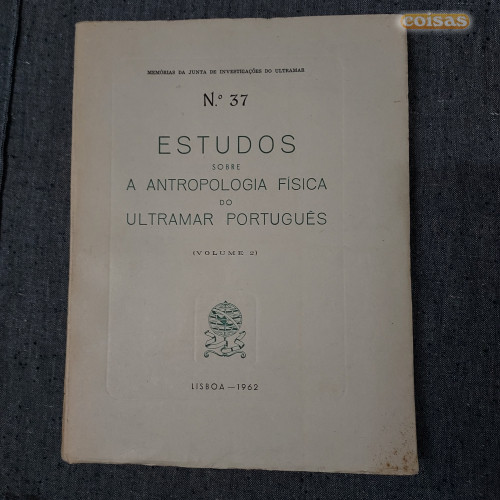 coisas
MEMÓRIAS DA JUNTA DE INVESTIGAÇÕES DO ULTRAMAR
N.º 37
ESTUDOS
SOBRE
A ANTROPOLOGIA FÍSICA
DO
ULTRAMAR PORTUGUÊS
(VOLUME 2)
LISBOA — 1962